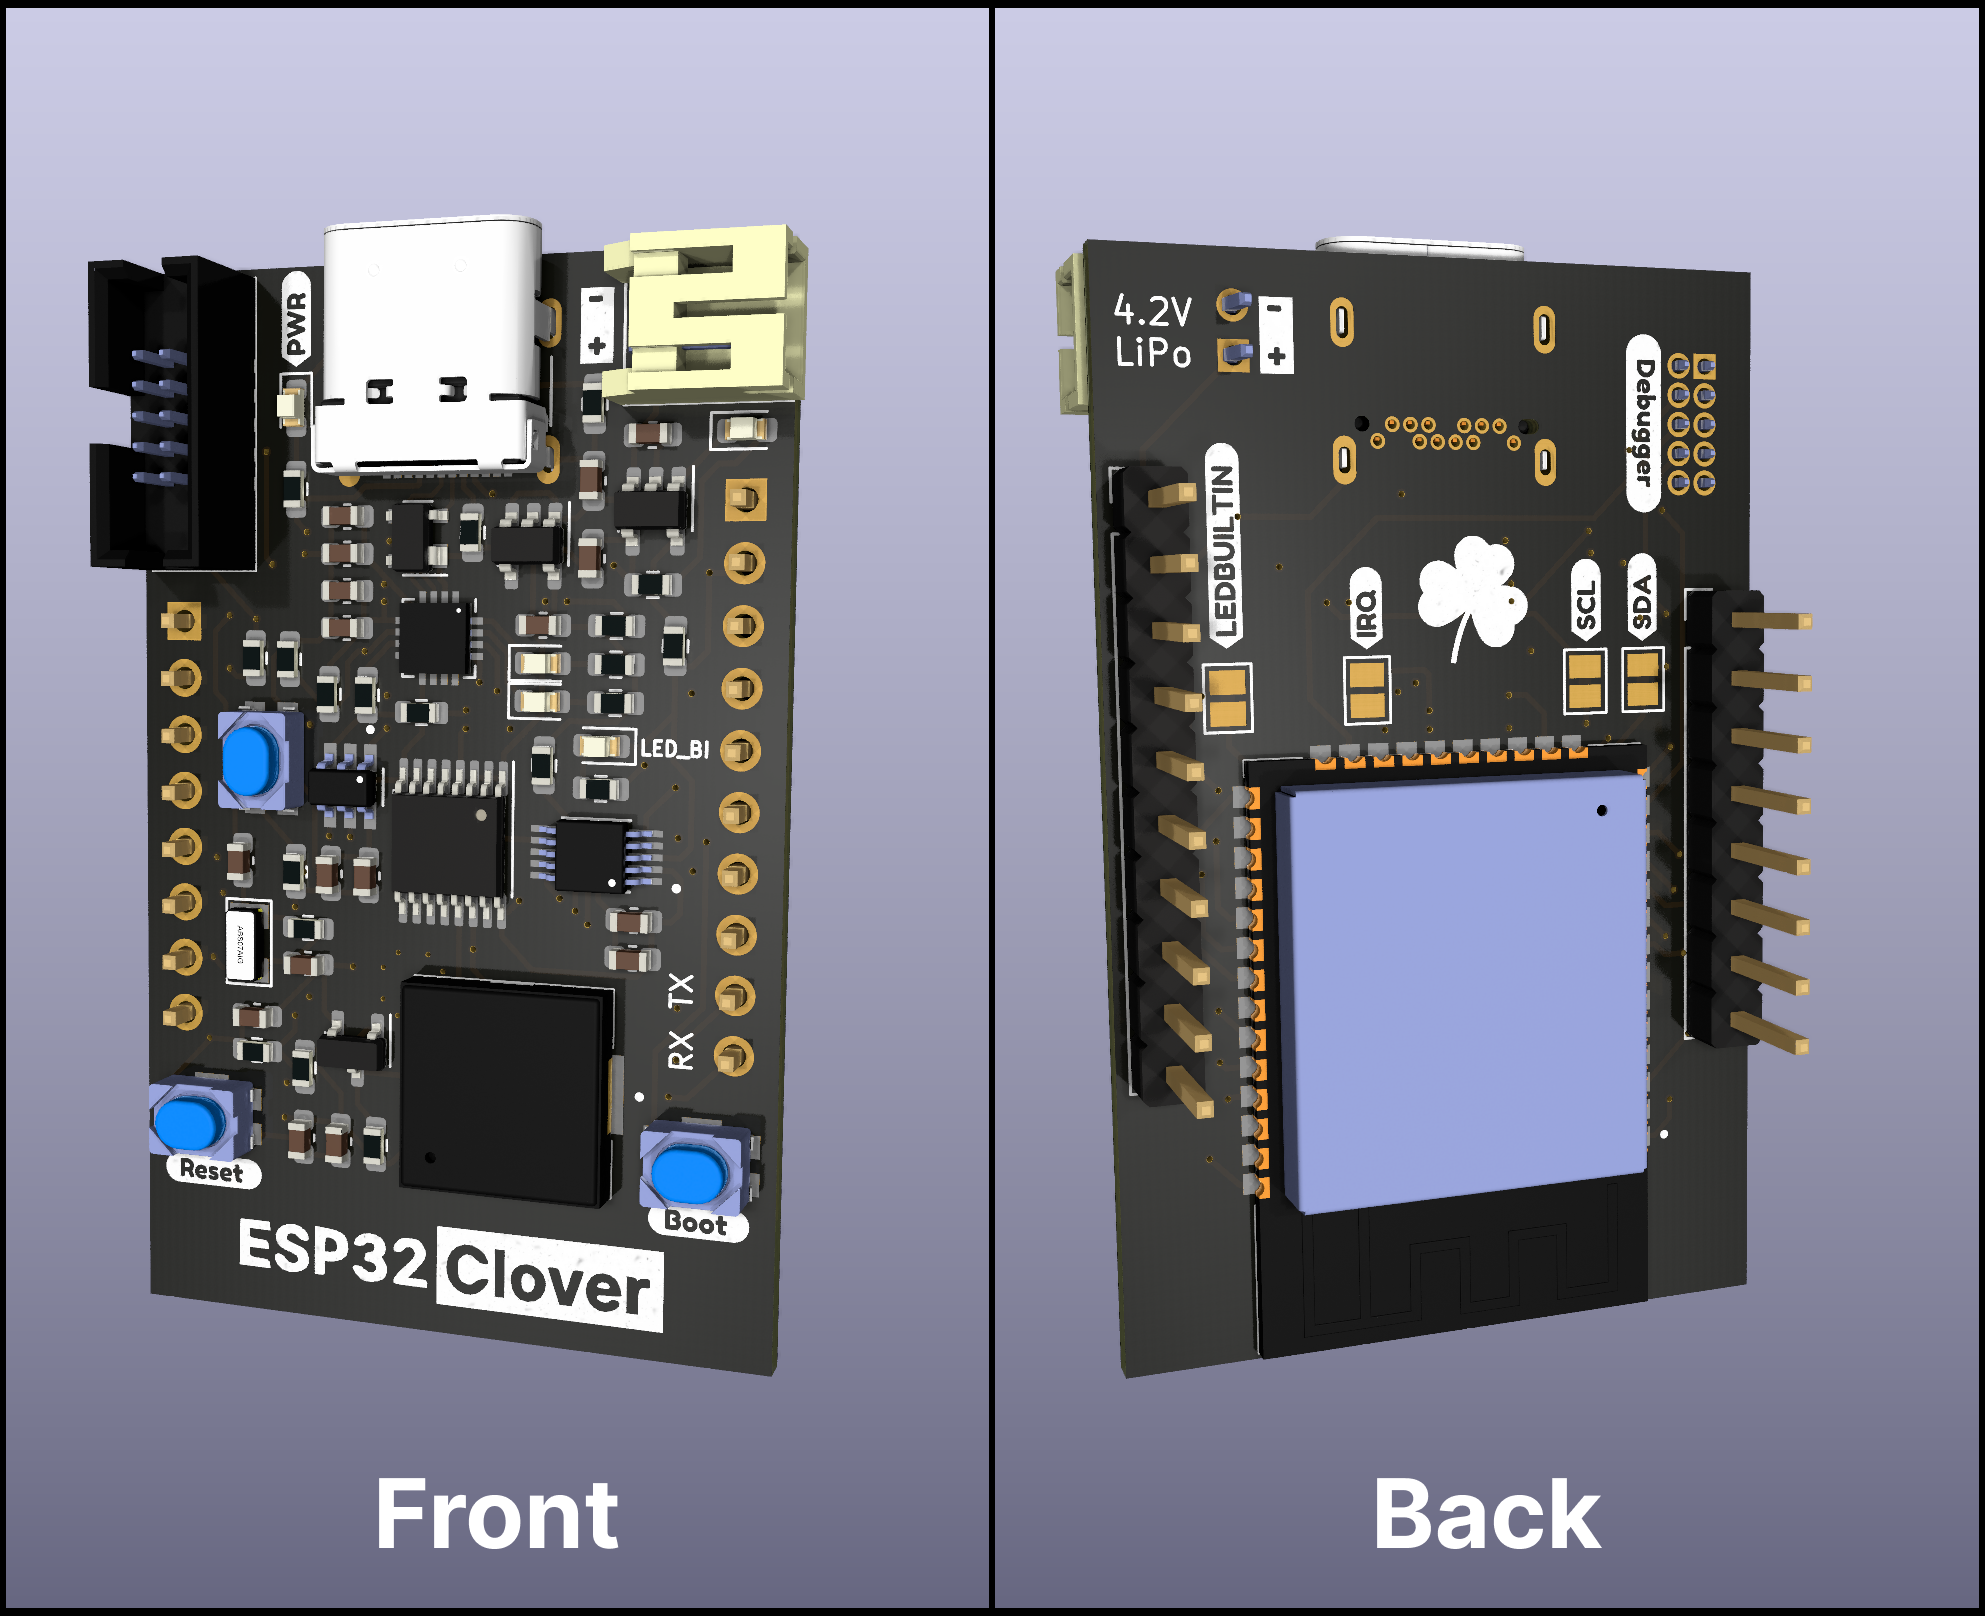 PWR
-
+
LED_BI
TX
RX
Reset
Boot
ESP32 Clover
Front
4.2V
LiPo
-
+
Debugger
LEDBUILTIN
IRQ
SCL
SDA
Back